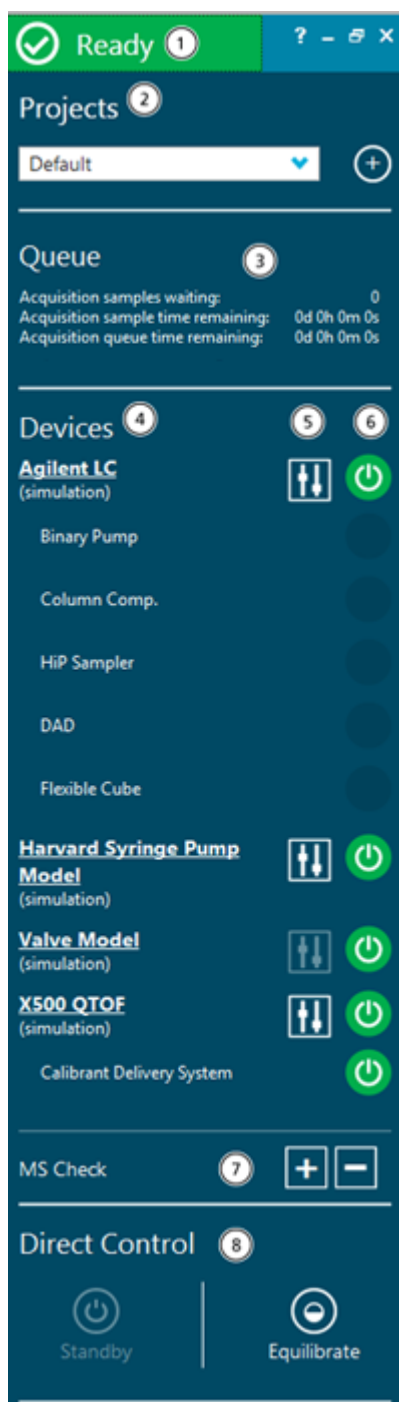 Ready 1 ? – X
Projects 2
Default
Queue 3
Acquisition samples waiting: 0
Acquisition sample time remaining: 0d 0h 0m 0s
Acquisition queue time remaining: 0d 0h 0m 0s
Devices 4 5 6
Agilent LC
(simulation)
Binary Pump
Column Comp.
HiP Sampler
DAD
Flexible Cube
Harvard Syringe Pump
Model
(simulation)
Valve Model
(simulation)
X500 QTOF
(simulation)
Calibrant Delivery System
MS Check 7 + –
Direct Control 8
Standby Equilibrate